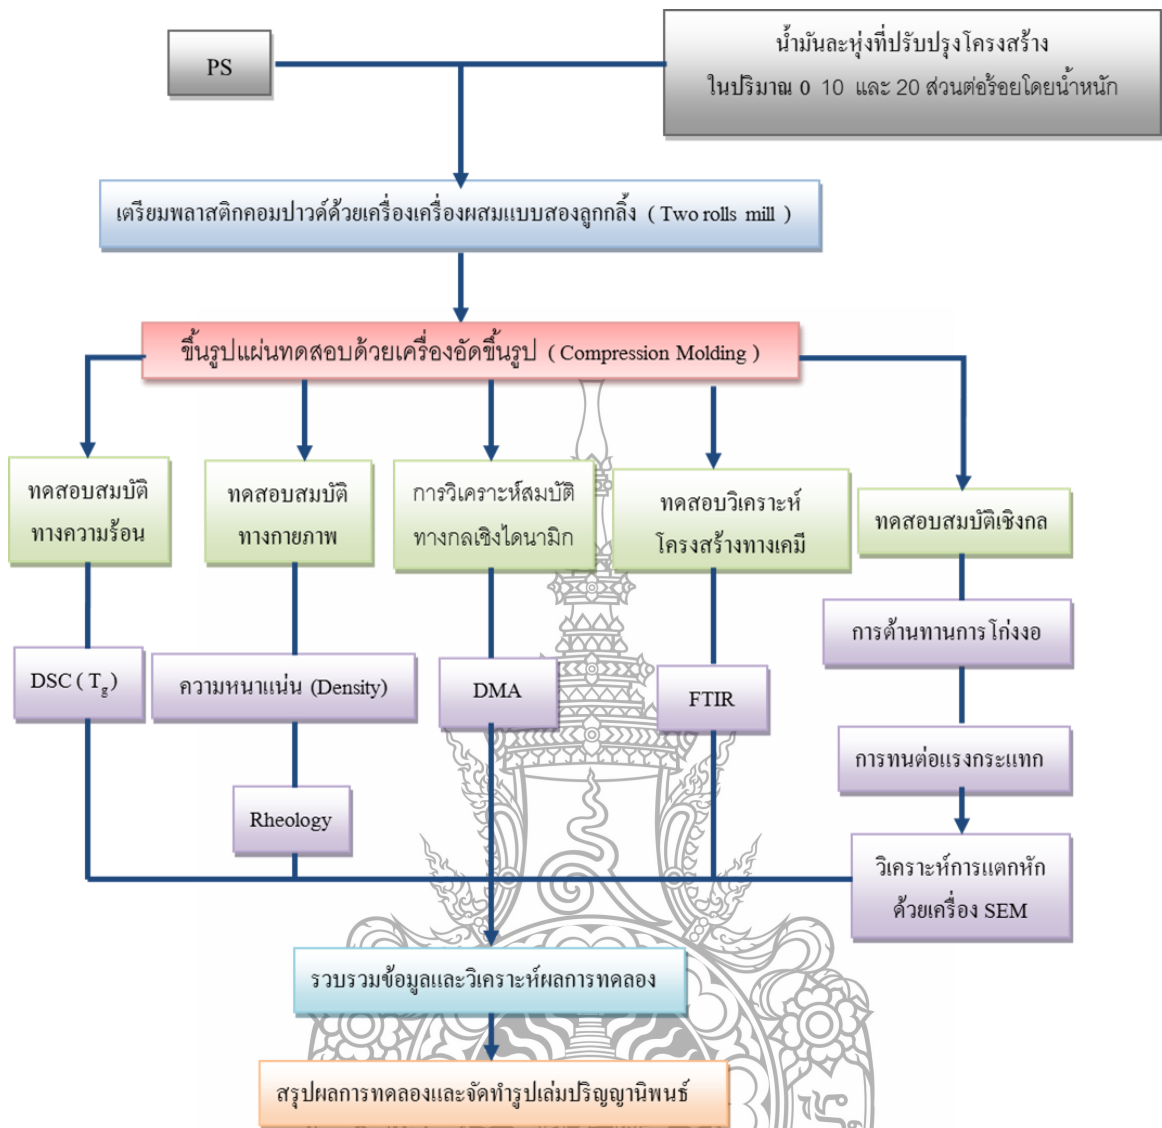 PS
น้ำมันละหุ่งที่ปรับปรุงโครงสร้าง
ในปริมาณ 0 10 และ 20 ส่วนต่อร้อยโดยน้ำหนัก
เตรียมพลาสติกคอมปาวด์ด้วยเครื่องเครื่องผสมแบบสองลูกกลิ้ง ( Two rolls mill )
ขึ้นรูปแผ่นทดสอบด้วยเครื่องอัดขึ้นรูป ( Compression Molding )
ทดสอบสมบัติ
ทางความร้อน
ทดสอบสมบัติ
ทางกายภาพ
การวิเคราะห์สมบัติ
ทางกลเชิงไดนามิก
ทดสอบวิเคราะห์
โครงสร้างทางเคมี
ทดสอบสมบัติเชิงกล
DSC ( Tg )
ความหนาแน่น (Density)
DMA
FTIR
การต้านทานการโก่งงอ
Rheology
การทนต่อแรงกระแทก
วิเคราะห์การแตกหัก
ด้วยเครื่อง SEM
รวบรวมข้อมูลและวิเคราะห์ผลการทดลอง
สรุปผลการทดลองและจัดทำรูปเล่มปริญญานิพนธ์